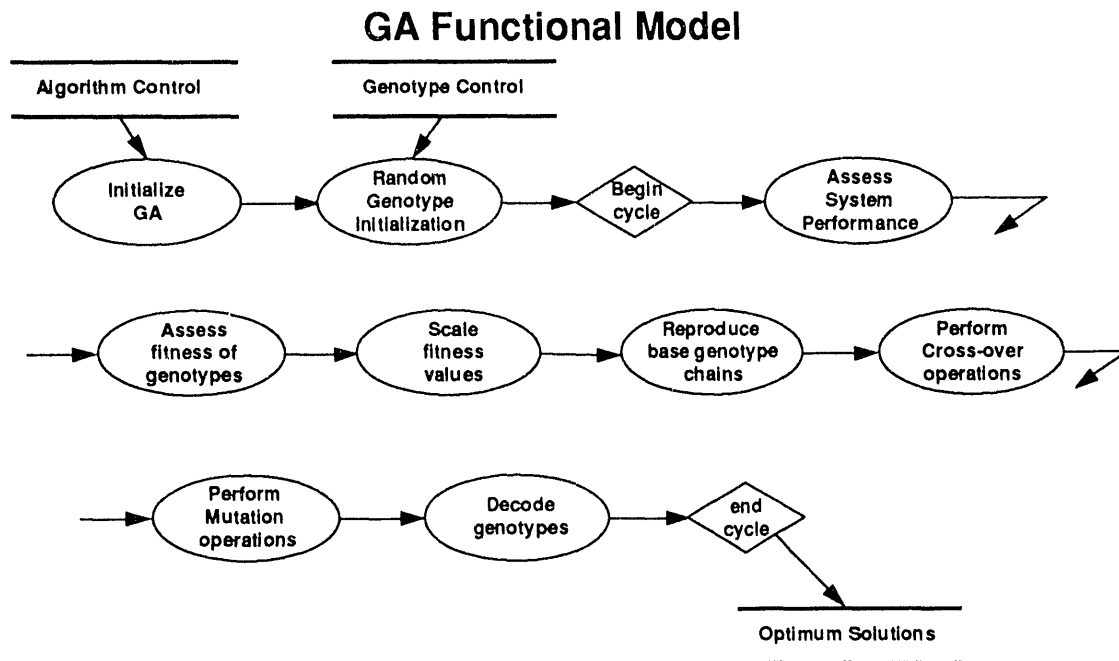 GA Functional Model
Algorithm Control
Genotype Control
Initialize
GA
Random
Genotype
Initialization
Begin
cycle
Assess
System
Performance
Assess
fitness of
genotypes
Scale
fitness
values
Reproduce
base genotype
chains
Perform
Cross-over
operations
Perform
Mutation
operations
Decode
genotypes
end
cycle
Optimum Solutions